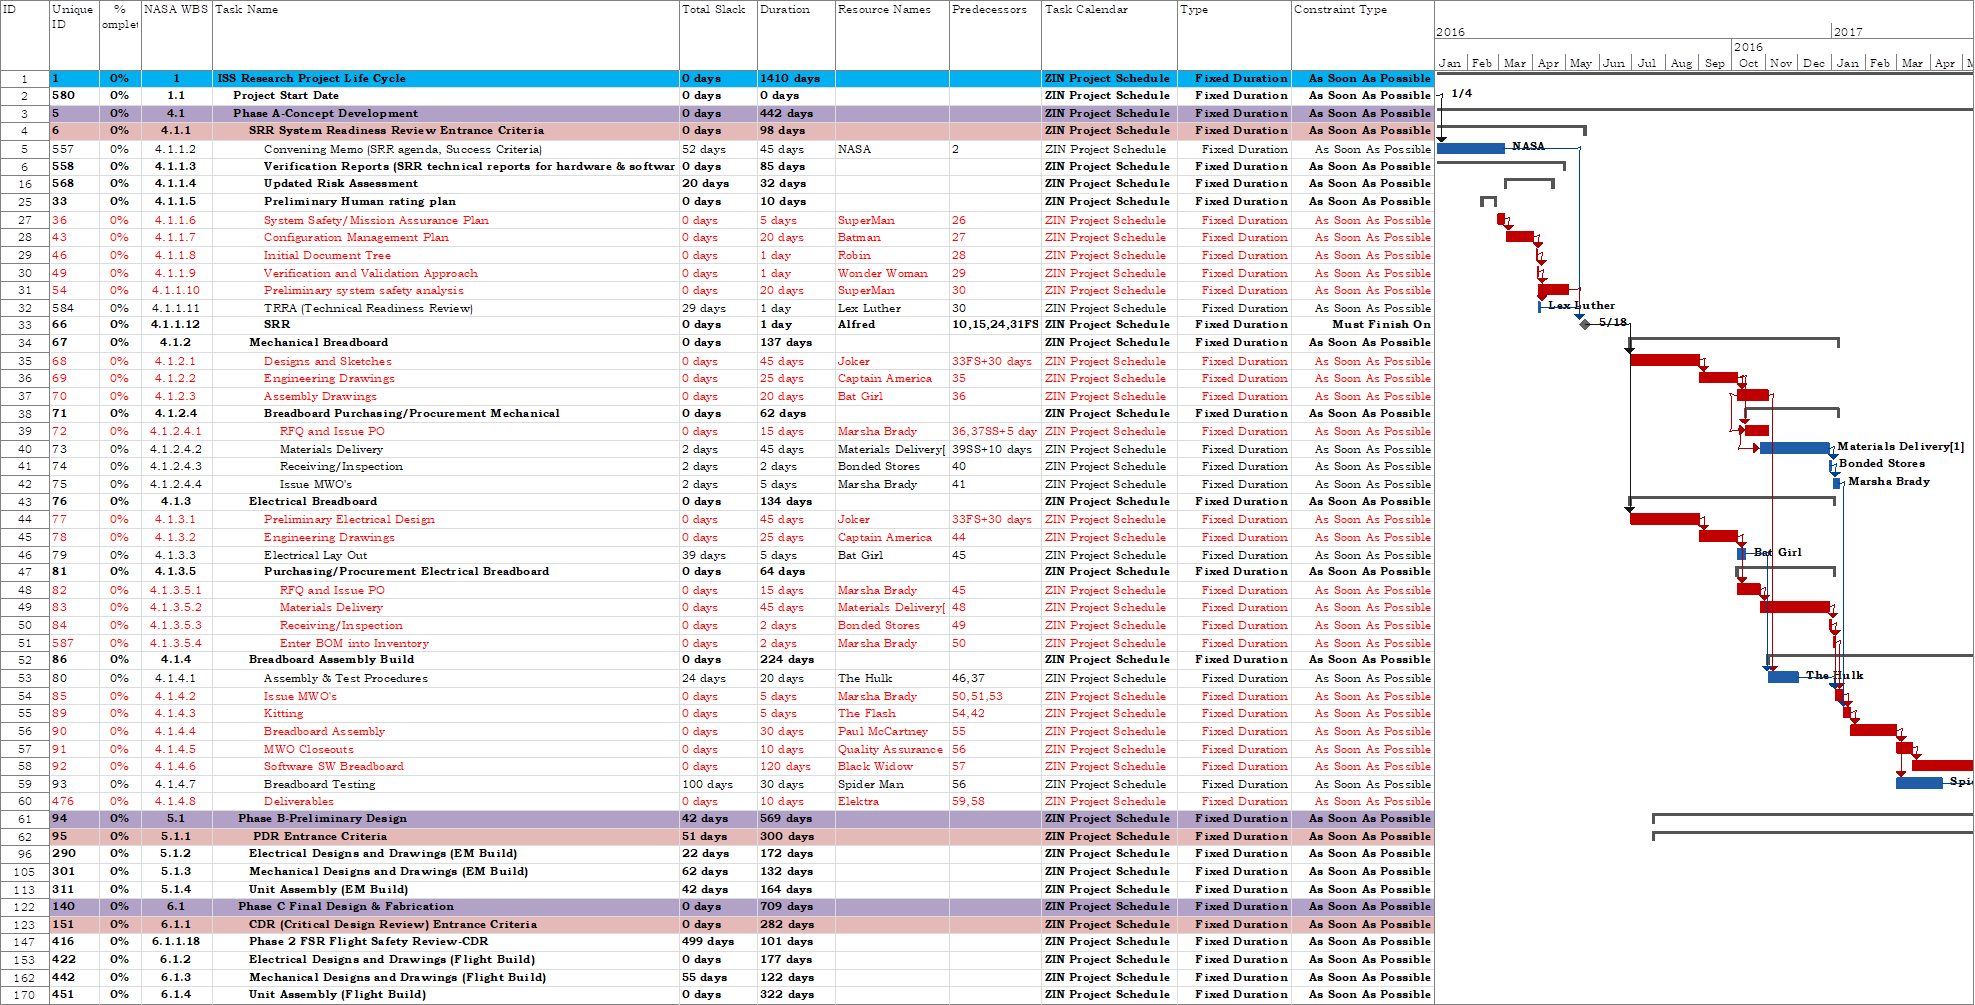 ID Unique ID % omplet NASA WBS Task Name Total Slack Duration Resource Names Predecessors Task Calendar Type Constraint Type
2016 2017
2016
Jan Feb Mar Apr May Jun Jul Aug Sep Oct Nov Dec Jan Feb Mar Apr M
1 1 0% 1 ISS Research Project Life Cycle 0 days 1410 days ZIN Project Schedule Fixed Duration As Soon As Possible
2 580 0% 1.1 Project Start Date 0 days 0 days ZIN Project Schedule Fixed Duration As Soon As Possible 1/4
3 5 0% 4.1 Phase A-Concept Development 0 days 442 days ZIN Project Schedule Fixed Duration As Soon As Possible
4 6 0% 4.1.1 SRR System Readiness Review Entrance Criteria 0 days 98 days ZIN Project Schedule Fixed Duration As Soon As Possible
5 557 0% 4.1.1.2 Convening Memo (SRR agenda, Success Criteria) 52 days 45 days NASA 2 ZIN Project Schedule Fixed Duration As Soon As Possible NASA
6 558 0% 4.1.1.3 Verification Reports (SRR technical reports for hardware & softwar 0 days 85 days ZIN Project Schedule Fixed Duration As Soon As Possible
16 568 0% 4.1.1.4 Updated Risk Assessment 20 days 32 days ZIN Project Schedule Fixed Duration As Soon As Possible
25 33 0% 4.1.1.5 Preliminary Human rating plan 0 days 10 days ZIN Project Schedule Fixed Duration As Soon As Possible
27 36 0% 4.1.1.6 System Safety/Mission Assurance Plan 0 days 5 days SuperMan 26 ZIN Project Schedule Fixed Duration As Soon As Possible
28 43 0% 4.1.1.7 Configuration Management Plan 0 days 20 days Batman 27 ZIN Project Schedule Fixed Duration As Soon As Possible
29 46 0% 4.1.1.8 Initial Document Tree 0 days 1 day Robin 28 ZIN Project Schedule Fixed Duration As Soon As Possible
30 49 0% 4.1.1.9 Verification and Validation Approach 0 days 1 day Wonder Woman 29 ZIN Project Schedule Fixed Duration As Soon As Possible
31 54 0% 4.1.1.10 Preliminary system safety analysis 0 days 20 days SuperMan 30 ZIN Project Schedule Fixed Duration As Soon As Possible
32 584 0% 4.1.1.11 TRRA (Technical Readiness Review) 29 days 1 day Lex Luther 30 ZIN Project Schedule Fixed Duration As Soon As Possible Lex Luther
33 66 0% 4.1.1.12 SRR 0 days 1 day Alfred 10,15,24,31FS ZIN Project Schedule Fixed Duration Must Finish On 5/18
34 67 0% 4.1.2 Mechanical Breadboard 0 days 137 days ZIN Project Schedule Fixed Duration As Soon As Possible
35 68 0% 4.1.2.1 Designs and Sketches 0 days 45 days Joker 33FS+30 days ZIN Project Schedule Fixed Duration As Soon As Possible
36 69 0% 4.1.2.2 Engineering Drawings 0 days 25 days Captain America 35 ZIN Project Schedule Fixed Duration As Soon As Possible
37 70 0% 4.1.2.3 Assembly Drawings 0 days 20 days Bat Girl 36 ZIN Project Schedule Fixed Duration As Soon As Possible
38 71 0% 4.1.2.4 Breadboard Purchasing/Procurement Mechanical 0 days 62 days ZIN Project Schedule Fixed Duration As Soon As Possible
39 72 0% 4.1.2.4.1 RFQ and Issue PO 0 days 15 days Marsha Brady 36,37SS+5 day ZIN Project Schedule Fixed Duration As Soon As Possible
40 73 0% 4.1.2.4.2 Materials Delivery 2 days 45 days Materials Delivery[ 39SS+10 days ZIN Project Schedule Fixed Duration As Soon As Possible Materials Delivery[1]
41 74 0% 4.1.2.4.3 Receiving/Inspection 2 days 2 days Bonded Stores 40 ZIN Project Schedule Fixed Duration As Soon As Possible Bonded Stores
42 75 0% 4.1.2.4.4 Issue MWO's 2 days 5 days Marsha Brady 41 ZIN Project Schedule Fixed Duration As Soon As Possible Marsha Brady
43 76 0% 4.1.3 Electrical Breadboard 0 days 134 days ZIN Project Schedule Fixed Duration As Soon As Possible
44 77 0% 4.1.3.1 Preliminary Electrical Design 0 days 45 days Joker 33FS+30 days ZIN Project Schedule Fixed Duration As Soon As Possible
45 78 0% 4.1.3.2 Engineering Drawings 0 days 25 days Captain America 44 ZIN Project Schedule Fixed Duration As Soon As Possible
46 79 0% 4.1.3.3 Electrical Lay Out 39 days 5 days Bat Girl 45 ZIN Project Schedule Fixed Duration As Soon As Possible Bat Girl
47 81 0% 4.1.3.5 Purchasing/Procurement Electrical Breadboard 0 days 64 days ZIN Project Schedule Fixed Duration As Soon As Possible
48 82 0% 4.1.3.5.1 RFQ and Issue PO 0 days 15 days Marsha Brady 45 ZIN Project Schedule Fixed Duration As Soon As Possible
49 83 0% 4.1.3.5.2 Materials Delivery 0 days 45 days Materials Delivery[ 48 ZIN Project Schedule Fixed Duration As Soon As Possible
50 84 0% 4.1.3.5.3 Receiving/Inspection 0 days 2 days Bonded Stores 49 ZIN Project Schedule Fixed Duration As Soon As Possible
51 587 0% 4.1.3.5.4 Enter BOM into Inventory 0 days 2 days Marsha Brady 50 ZIN Project Schedule Fixed Duration As Soon As Possible
52 86 0% 4.1.4 Breadboard Assembly Build 0 days 224 days ZIN Project Schedule Fixed Duration As Soon As Possible
53 80 0% 4.1.4.1 Assembly & Test Procedures 24 days 20 days The Hulk 46,37 ZIN Project Schedule Fixed Duration As Soon As Possible The Hulk
54 85 0% 4.1.4.2 Issue MWO's 0 days 5 days Marsha Brady 50,51,53 ZIN Project Schedule Fixed Duration As Soon As Possible
55 89 0% 4.1.4.3 Kitting 0 days 5 days The Flash 54,42 ZIN Project Schedule Fixed Duration As Soon As Possible
56 90 0% 4.1.4.4 Breadboard Assembly 0 days 30 days Paul McCartney 55 ZIN Project Schedule Fixed Duration As Soon As Possible
57 91 0% 4.1.4.5 MWO Closeouts 0 days 10 days Quality Assurance 56 ZIN Project Schedule Fixed Duration As Soon As Possible
58 92 0% 4.1.4.6 Software SW Breadboard 0 days 120 days Black Widow 57 ZIN Project Schedule Fixed Duration As Soon As Possible
59 93 0% 4.1.4.7 Breadboard Testing 100 days 30 days Spider Man 56 ZIN Project Schedule Fixed Duration As Soon As Possible Spi
60 476 0% 4.1.4.8 Deliverables 0 days 10 days Elektra 59,58 ZIN Project Schedule Fixed Duration As Soon As Possible
61 94 0% 5.1 Phase B-Preliminary Design 42 days 569 days ZIN Project Schedule Fixed Duration As Soon As Possible
62 95 0% 5.1.1 PDR Entrance Criteria 51 days 300 days ZIN Project Schedule Fixed Duration As Soon As Possible
96 290 0% 5.1.2 Electrical Designs and Drawings (EM Build) 22 days 172 days ZIN Project Schedule Fixed Duration As Soon As Possible
105 301 0% 5.1.3 Mechanical Designs and Drawings (EM Build) 62 days 132 days ZIN Project Schedule Fixed Duration As Soon As Possible
113 311 0% 5.1.4 Unit Assembly (EM Build) 42 days 164 days ZIN Project Schedule Fixed Duration As Soon As Possible
122 140 0% 6.1 Phase C Final Design & Fabrication 0 days 709 days ZIN Project Schedule Fixed Duration As Soon As Possible
123 151 0% 6.1.1 CDR (Critical Design Review) Entrance Criteria 0 days 282 days ZIN Project Schedule Fixed Duration As Soon As Possible
147 416 0% 6.1.1.18 Phase 2 FSR Flight Safety Review-CDR 499 days 101 days ZIN Project Schedule Fixed Duration As Soon As Possible
153 422 0% 6.1.2 Electrical Designs and Drawings (Flight Build) 0 days 177 days ZIN Project Schedule Fixed Duration As Soon As Possible
162 442 0% 6.1.3 Mechanical Designs and Drawings (Flight Build) 55 days 122 days ZIN Project Schedule Fixed Duration As Soon As Possible
170 451 0% 6.1.4 Unit Assembly (Flight Build) 0 days 322 days ZIN Project Schedule Fixed Duration As Soon As Possible